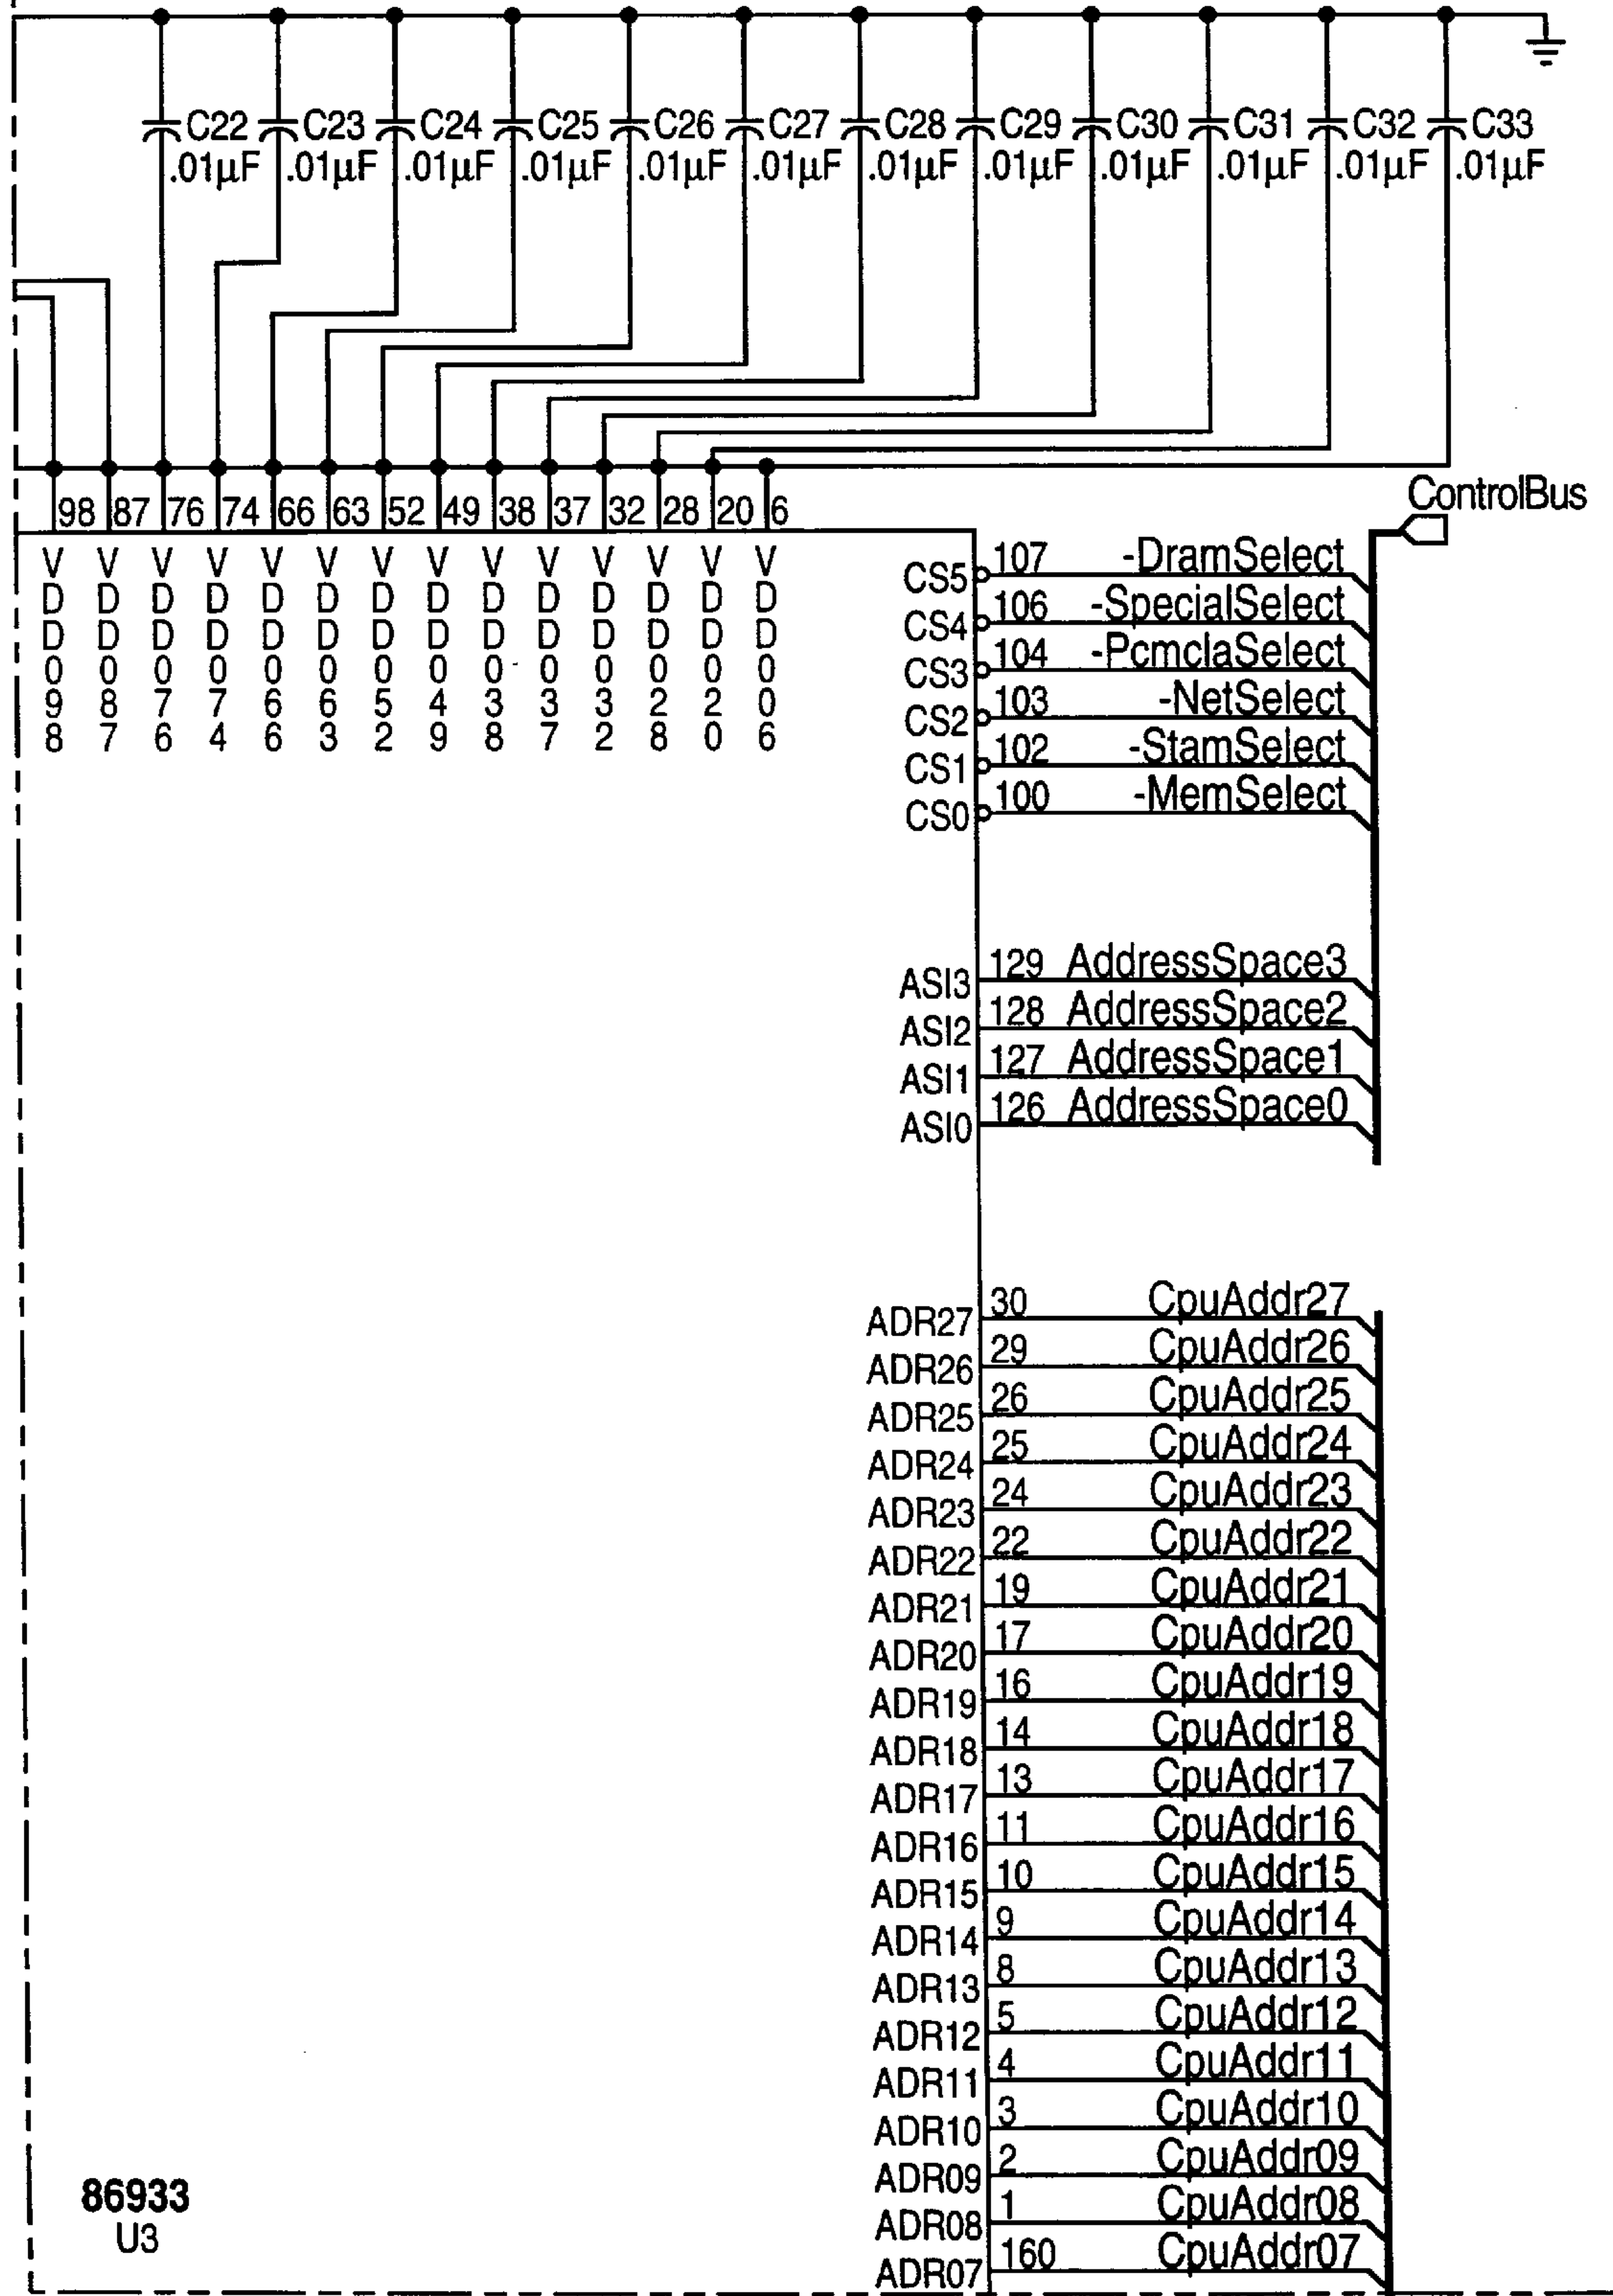 C22 C23 C24 C25 C26 C27 C28 C29 C30 C31 C32 C33
.01µF .01µF .01µF .01µF .01µF .01µF .01µF .01µF .01µF .01µF .01µF .01µF
98 87 76 74 66 63 52 49 38 37 32 28 20 6
ControlBus
VDD098 VDD087 VDD076 VDD074 VDD066 VDD063 VDD052 VDD049 VDD038 VDD037 VDD032 VDD028 VDD020 VDD006
CS5 107 -DramSelect
CS4 106 -SpecialSelect
CS3 104 -PcmclaSelect
CS2 103 -NetSelect
CS1 102 -StamSelect
CS0 100 -MemSelect
ASI3 129 AddressSpace3
ASI2 128 AddressSpace2
ASI1 127 AddressSpace1
ASI0 126 AddressSpace0
ADR27 30 CpuAddr27
ADR26 29 CpuAddr26
ADR25 26 CpuAddr25
ADR24 25 CpuAddr24
ADR23 24 CpuAddr23
ADR22 22 CpuAddr22
ADR21 19 CpuAddr21
ADR20 17 CpuAddr20
ADR19 16 CpuAddr19
ADR18 14 CpuAddr18
ADR17 13 CpuAddr17
ADR16 11 CpuAddr16
ADR15 10 CpuAddr15
ADR14 9 CpuAddr14
ADR13 8 CpuAddr13
ADR12 5 CpuAddr12
ADR11 4 CpuAddr11
ADR10 3 CpuAddr10
ADR09 2 CpuAddr09
ADR08 1 CpuAddr08
ADR07 160 CpuAddr07
86933
U3